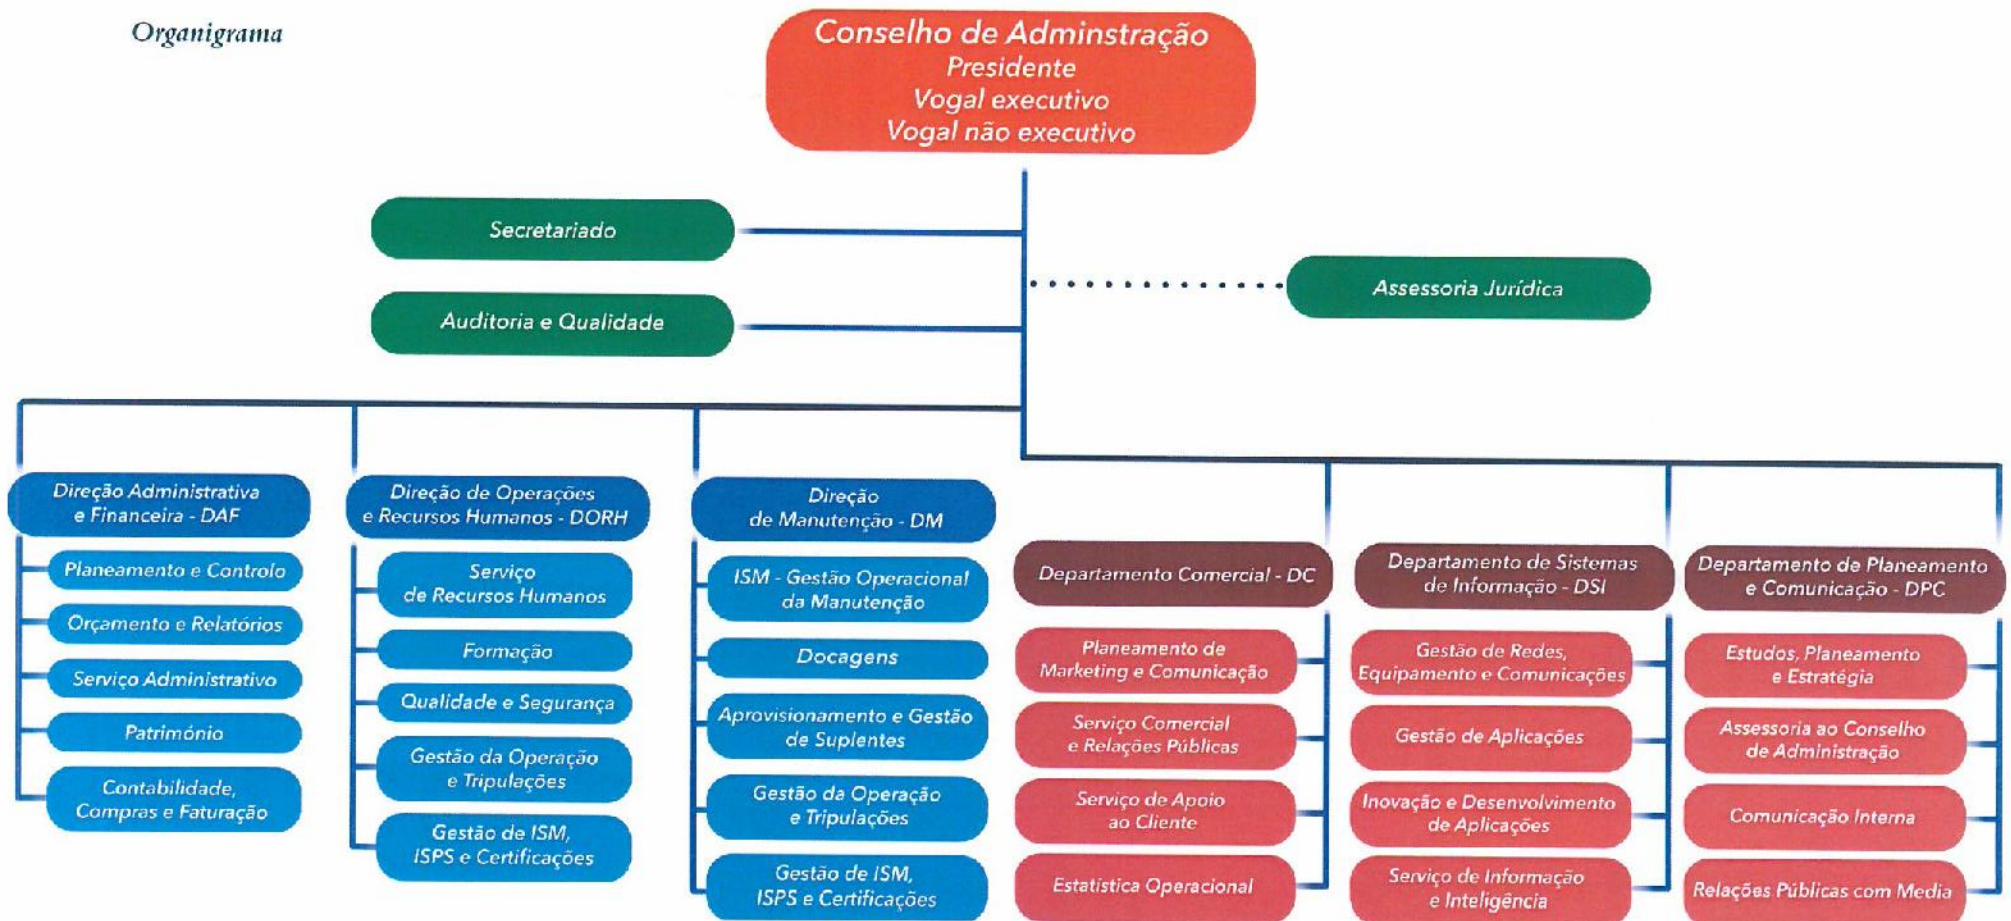 Organigrama
Conselho de Adminstração
Presidente
Vogal executivo
Vogal não executivo
Secretariado
Auditoria e Qualidade
Assessoria Jurídica
Direção Administrativa
e Financeira - DAF
Planeamento e Controlo
Orçamento e Relatórios
Serviço Administrativo
Património
Contabilidade,
Compras e Faturação
Direção de Operações
e Recursos Humanos - DORH
Serviço
de Recursos Humanos
Formação
Qualidade e Segurança
Gestão da Operação
e Tripulações
Gestão de ISM,
ISPS e Certificações
Direção
de Manutenção - DM
ISM - Gestão Operacional
da Manutenção
Docagens
Aprovisionamento e Gestão
de Suplentes
Gestão da Operação
e Tripulações
Gestão de ISM,
ISPS e Certificações
Departamento Comercial - DC
Planeamento de
Marketing e Comunicação
Serviço Comercial
e Relações Públicas
Serviço de Apoio
ao Cliente
Estatística Operacional
Departamento de Sistemas
de Informação - DSI
Gestão de Redes,
Equipamento e Comunicações
Gestão de Aplicações
Inovação e Desenvolvimento
de Aplicações
Serviço de Informação
e Inteligência
Departamento de Planeamento
e Comunicação - DPC
Estudos, Planeamento
e Estratégia
Assessoria ao Conselho
de Administração
Comunicação Interna
Relações Públicas com Media